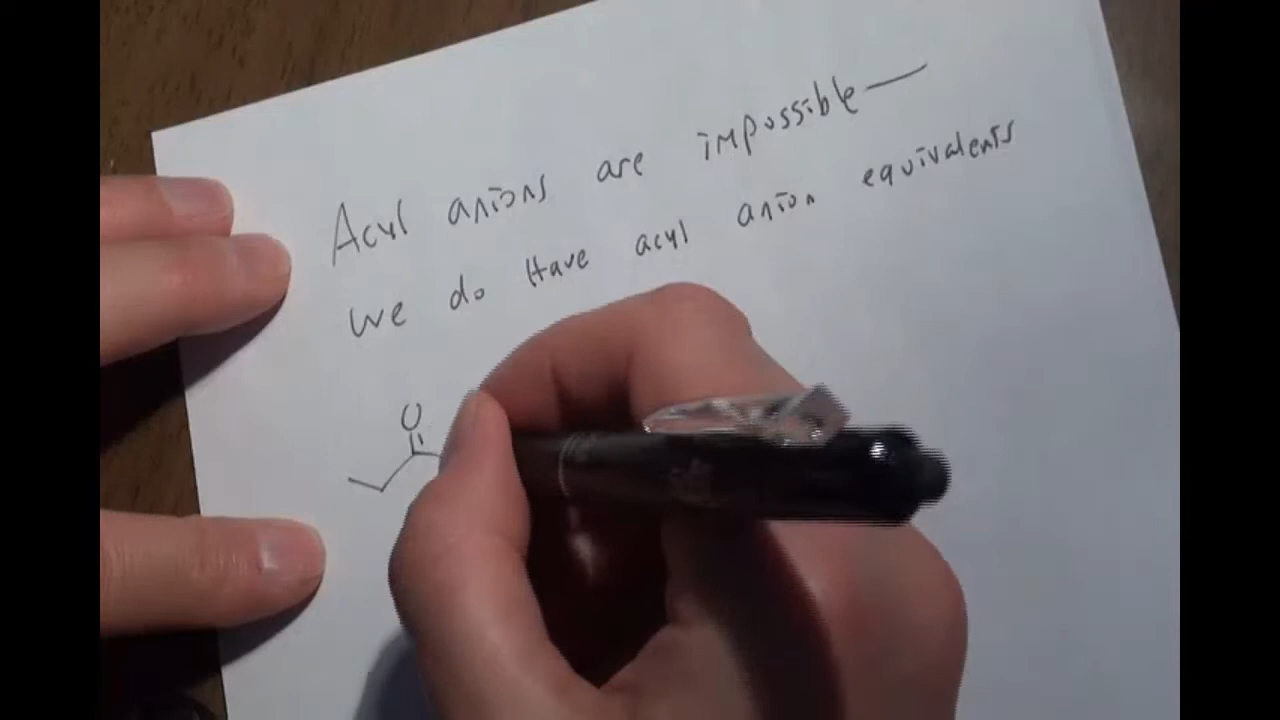 Acyl anions are impossible—
we do have acyl anion equivalents
O